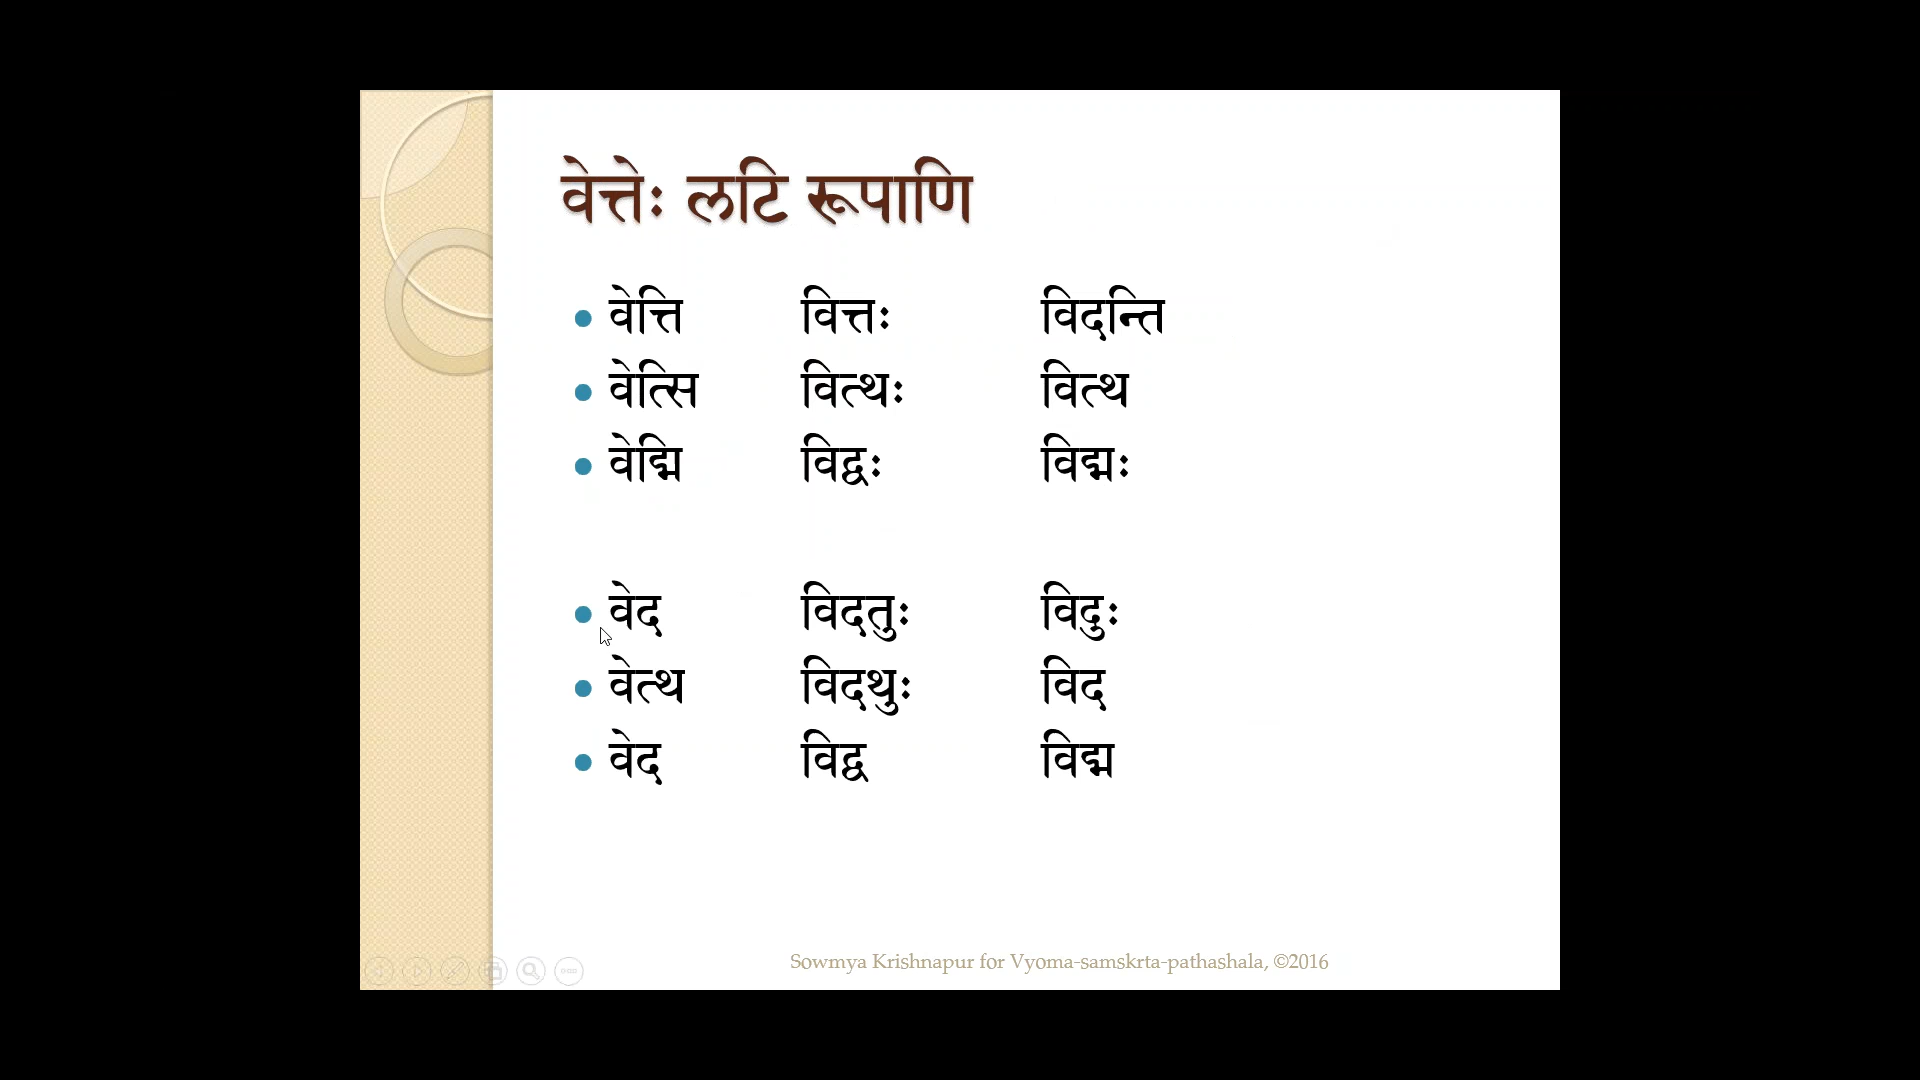 वेत्तेः लटि रूपाणि
वेत्ति वित्तः विदन्ति
वेत्सि वित्थः वित्थ
वेद्मि विद्वः विद्मः
वेद विदतुः विदुः
वेत्थ विदथुः विद
वेद विद्व विद्म
Sowmya Krishnapur for Vyoma-samskrta-pathashala, ©2016